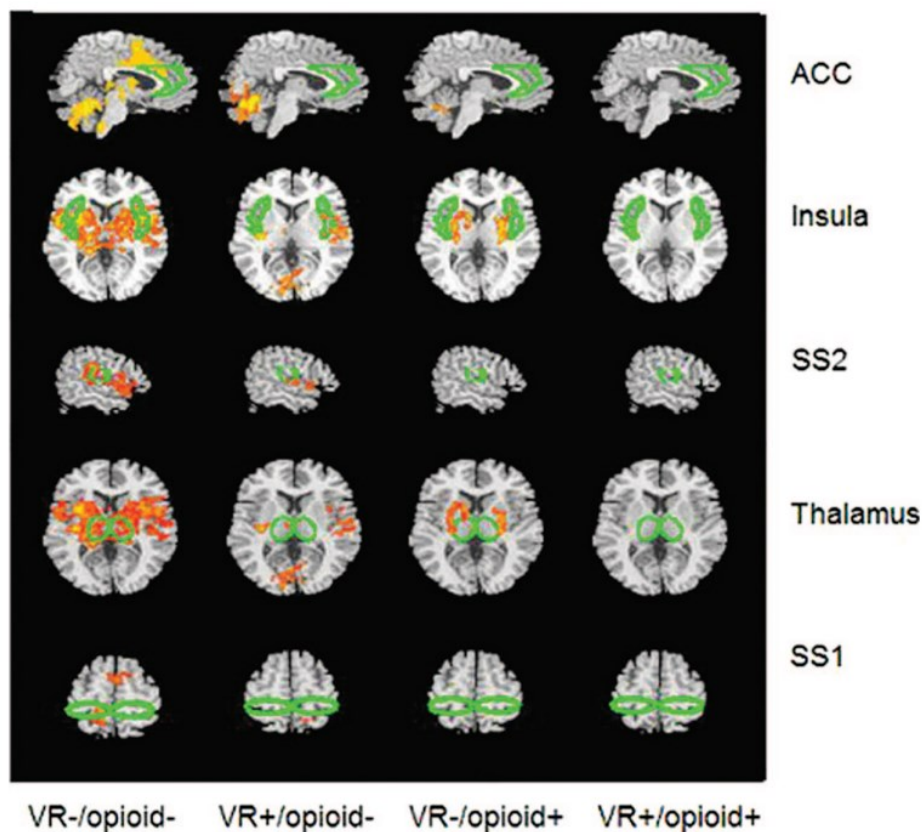 ACC
Insula
SS2
Thalamus
SS1
VR-/opioid- VR+/opioid- VR-/opioid+ VR+/opioid+